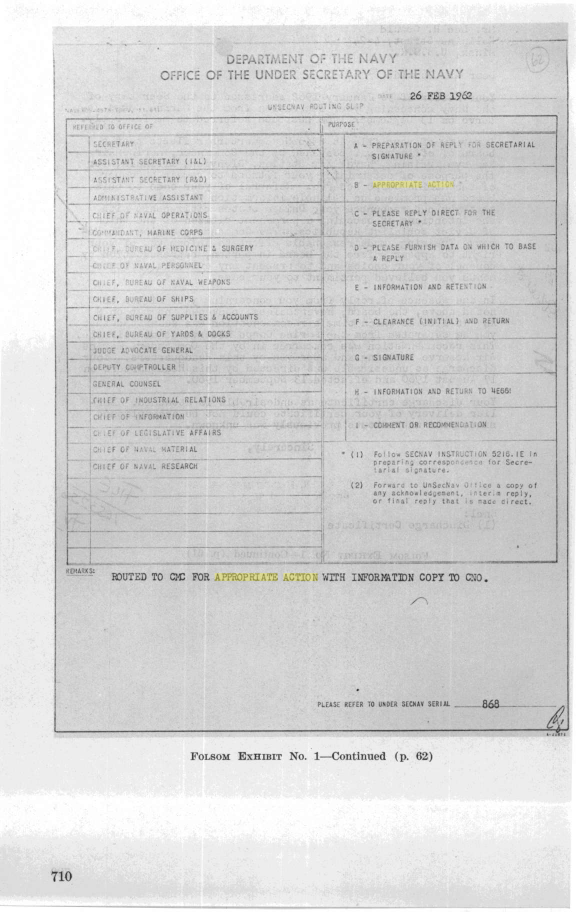 DEPARTMENT OF THE NAVY
OFFICE OF THE UNDER SECRETARY OF THE NAVY
62
DATE 26 FEB 1962
UNSECNAV ROUTING SLIP
REFERRED TO OFFICE OF
PURPOSE
SECRETARY
ASSISTANT SECRETARY (I&L)
ASSISTANT SECRETARY (R&D)
ADMINISTRATIVE ASSISTANT
CHIEF OF NAVAL OPERATIONS
COMMANDANT, MARINE CORPS
CHIEF, BUREAU OF MEDICINE & SURGERY
CHIEF OF NAVAL PERSONNEL
CHIEF, BUREAU OF NAVAL WEAPONS
CHIEF, BUREAU OF SHIPS
CHIEF, BUREAU OF SUPPLIES & ACCOUNTS
CHIEF, BUREAU OF YARDS & DOCKS
JUDGE ADVOCATE GENERAL
DEPUTY COMPTROLLER
GENERAL COUNSEL
CHIEF OF INDUSTRIAL RELATIONS
CHIEF OF INFORMATION
CHIEF OF LEGISLATIVE AFFAIRS
CHIEF OF NAVAL MATERIAL
CHIEF OF NAVAL RESEARCH
A - PREPARATION OF REPLY FOR SECRETARIAL
SIGNATURE *
B - APPROPRIATE ACTION *
C - PLEASE REPLY DIRECT FOR THE
SECRETARY *
D - PLEASE FURNISH DATA ON WHICH TO BASE
A REPLY
E - INFORMATION AND RETENTION
F - CLEARANCE (INITIAL) AND RETURN
G - SIGNATURE
H - INFORMATION AND RETURN TO 4E661
I - COMMENT OR RECOMMENDATION
* (1) Follow SECNAV INSTRUCTION 5216.1E in
preparing correspondence for Secre-
tarial signature.
(2) Forward to UnSecNav Office a copy of
any acknowledgement, interim reply,
or final reply that is made direct.
REMARKS:
ROUTED TO CMC FOR APPROPRIATE ACTION WITH INFORMATION COPY TO CNO.
PLEASE REFER TO UNDER SECNAV SERIAL 868
FOLSOM EXHIBIT No. 1—Continued (p. 62)
710